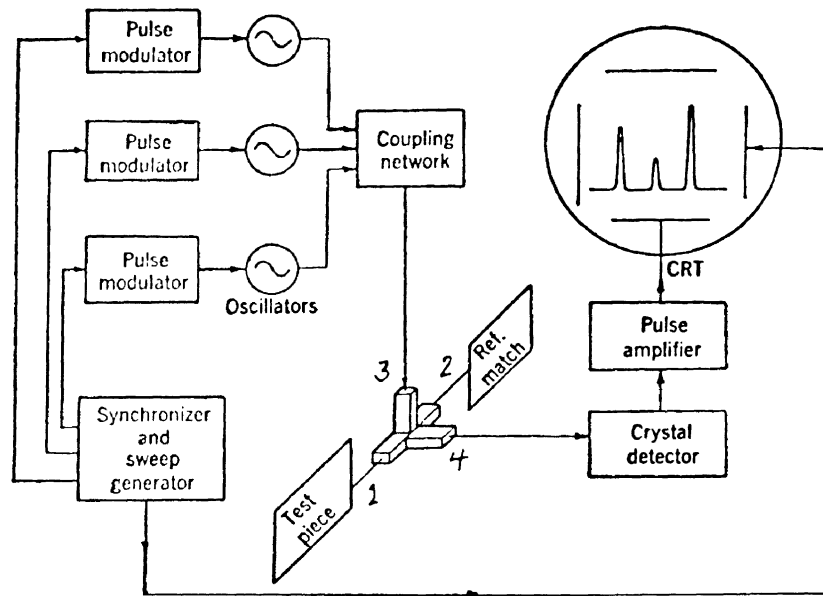 Pulse
modulator
Pulse
modulator
Coupling
network
Pulse
modulator
Oscillators
CRT
Pulse
amplifier
3
2
Ref.
match
Synchronizer
and
sweep
generator
4
Crystal
detector
1
Test
piece